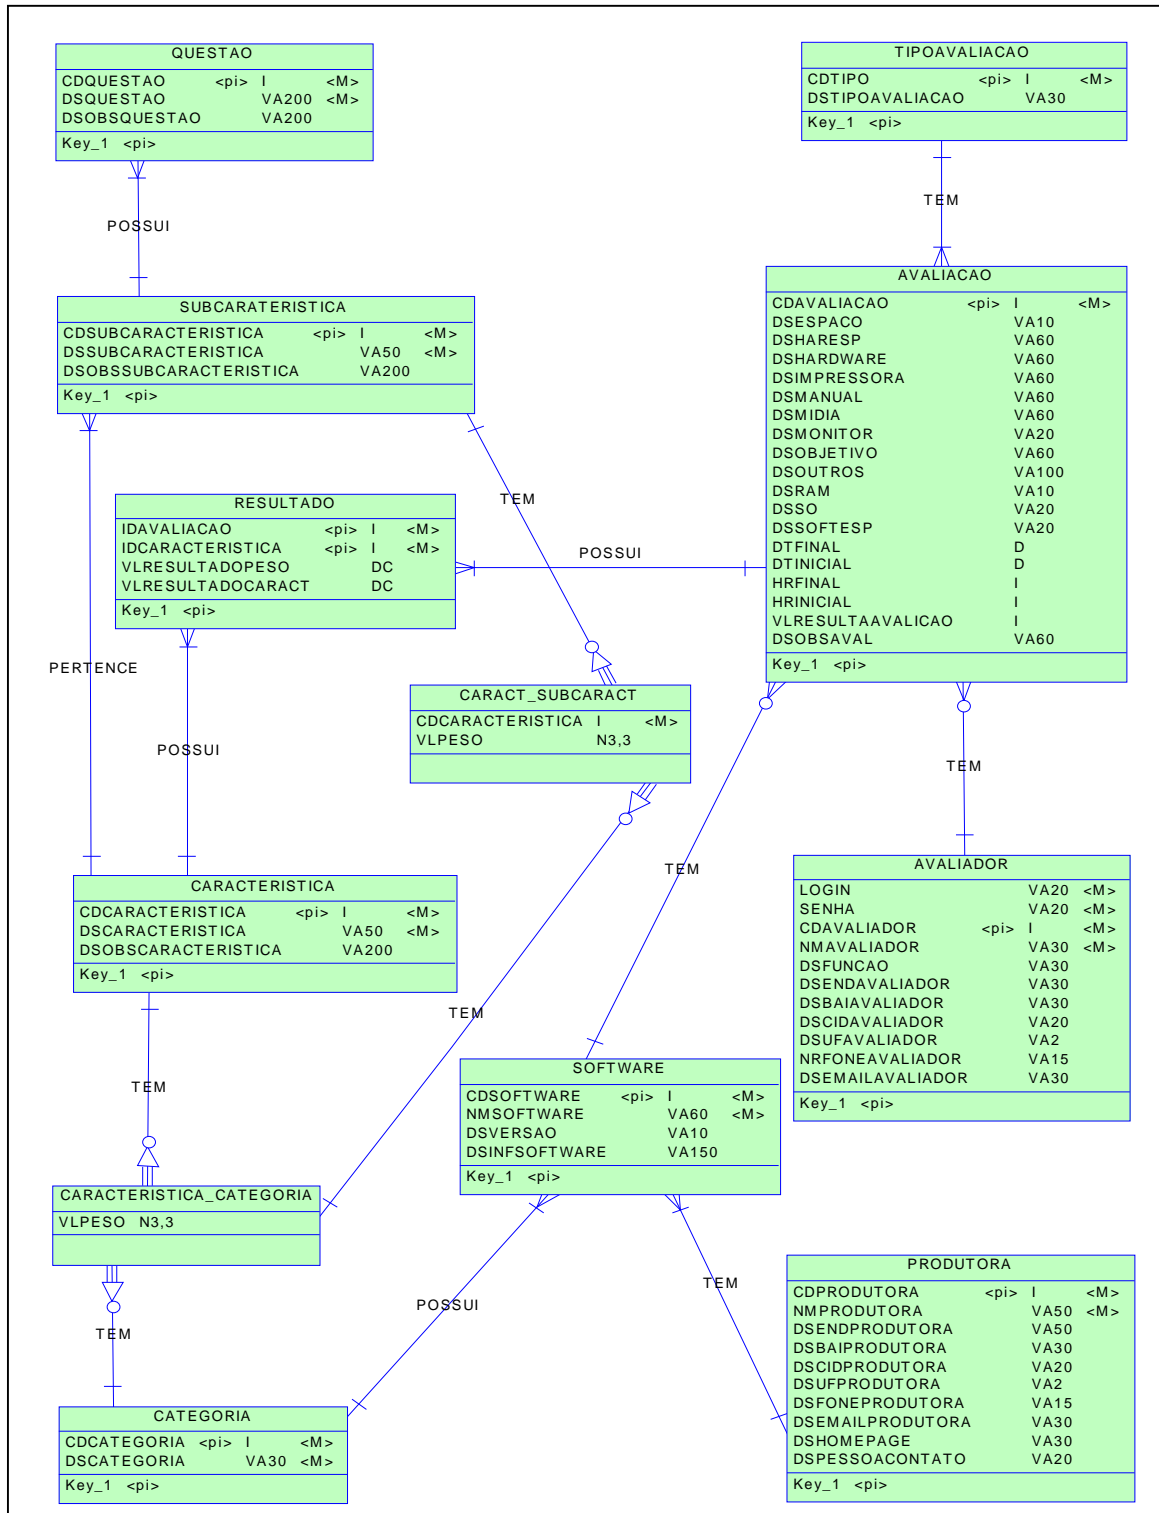 QUESTAO
CDQUESTAO <pi> I <M>
DSQUESTAO VA200 <M>
DSOBSQUESTAO VA200
Key_1 <pi>
TIPOAVALIACAO
CDTIPO <pi> I <M>
DSTIPOAVALIACAO VA30
Key_1 <pi>
POSSUI
TEM
SUBCARATERISTICA
CDSUBCARACTERISTICA <pi> I <M>
DSSUBCARACTERISTICA VA50 <M>
DSOBSSUBCARACTERISTICA VA200
Key_1 <pi>
AVALIACAO
CDAVALIACAO <pi> I <M>
DSESPACO VA10
DSHARESP VA60
DSHARDWARE VA60
DSIMPRESSORA VA60
DSMANUAL VA60
DSMIDIA VA60
DSMONITOR VA20
DSOBJETIVO VA60
DSOUTROS VA100
DSRAM VA10
DSSO VA20
DSSOFTESP VA20
DTFINAL D
DTINICIAL D
HRFINAL I
HRINICIAL I
VLRESULTAAVALICAO I
DSOBSAVAL VA60
Key_1 <pi>
TEM
RESULTADO
IDAVALIACAO <pi> I <M>
IDCARACTERISTICA <pi> I <M>
VLRESULTADOPESO DC
VLRESULTADOCARACT DC
Key_1 <pi>
POSSUI
PERTENCE
CARACT_SUBCARACT
CDCARACTERISTICA I <M>
VLPESO N3,3
POSSUI
TEM
TEM
AVALIADOR
LOGIN VA20 <M>
SENHA VA20 <M>
CDAVALIADOR <pi> I <M>
NMAVALIADOR VA30 <M>
DSFUNCAO VA30
DSENDAVALIADOR VA30
DSBAIAVALIADOR VA30
DSCIDAVALIADOR VA20
DSUFAVALIADOR VA2
NRFONEAVALIADOR VA15
DSEMAILAVALIADOR VA30
Key_1 <pi>
CARACTERISTICA
CDCARACTERISTICA <pi> I <M>
DSCARACTERISTICA VA50 <M>
DSOBSCARACTERISTICA VA200
Key_1 <pi>
TEM
TEM
SOFTWARE
CDSOFTWARE <pi> I <M>
NMSOFTWARE VA60 <M>
DSVERSAO VA10
DSINFSOFTWARE VA150
Key_1 <pi>
CARACTERISTICA_CATEGORIA
VLPESO N3,3
TEM
POSSUI
TEM
PRODUTORA
CDPRODUTORA <pi> I <M>
NMPRODUTORA VA50 <M>
DSENDPRODUTORA VA50
DSBAIPRODUTORA VA30
DSCIDPRODUTORA VA20
DSUFPRODUTORA VA2
DSFONEPRODUTORA VA15
DSEMAILPRODUTORA VA30
DSHOMEPAGE VA30
DSPESSOACONTATO VA20
Key_1 <pi>
CATEGORIA
CDCATEGORIA <pi> I <M>
DSCATEGORIA VA30 <M>
Key_1 <pi>